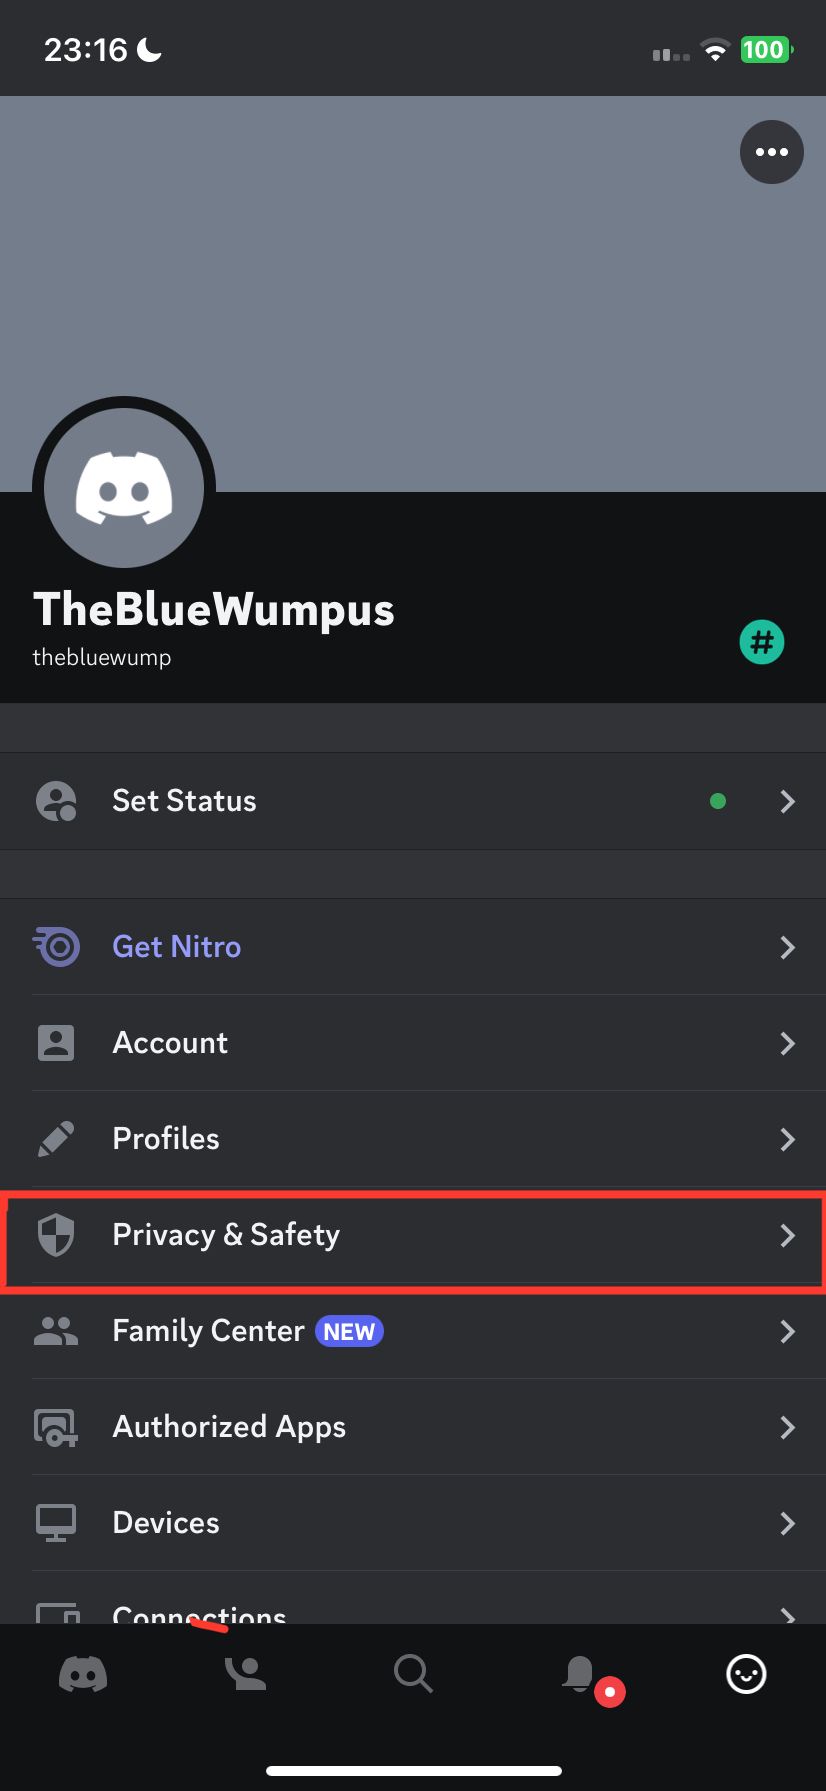 23:16
100
TheBlueWumpus
thebluewump
#
Set Status
Get Nitro
Account
Profiles
Privacy & Safety
Family Center NEW
Authorized Apps
Devices
Connections